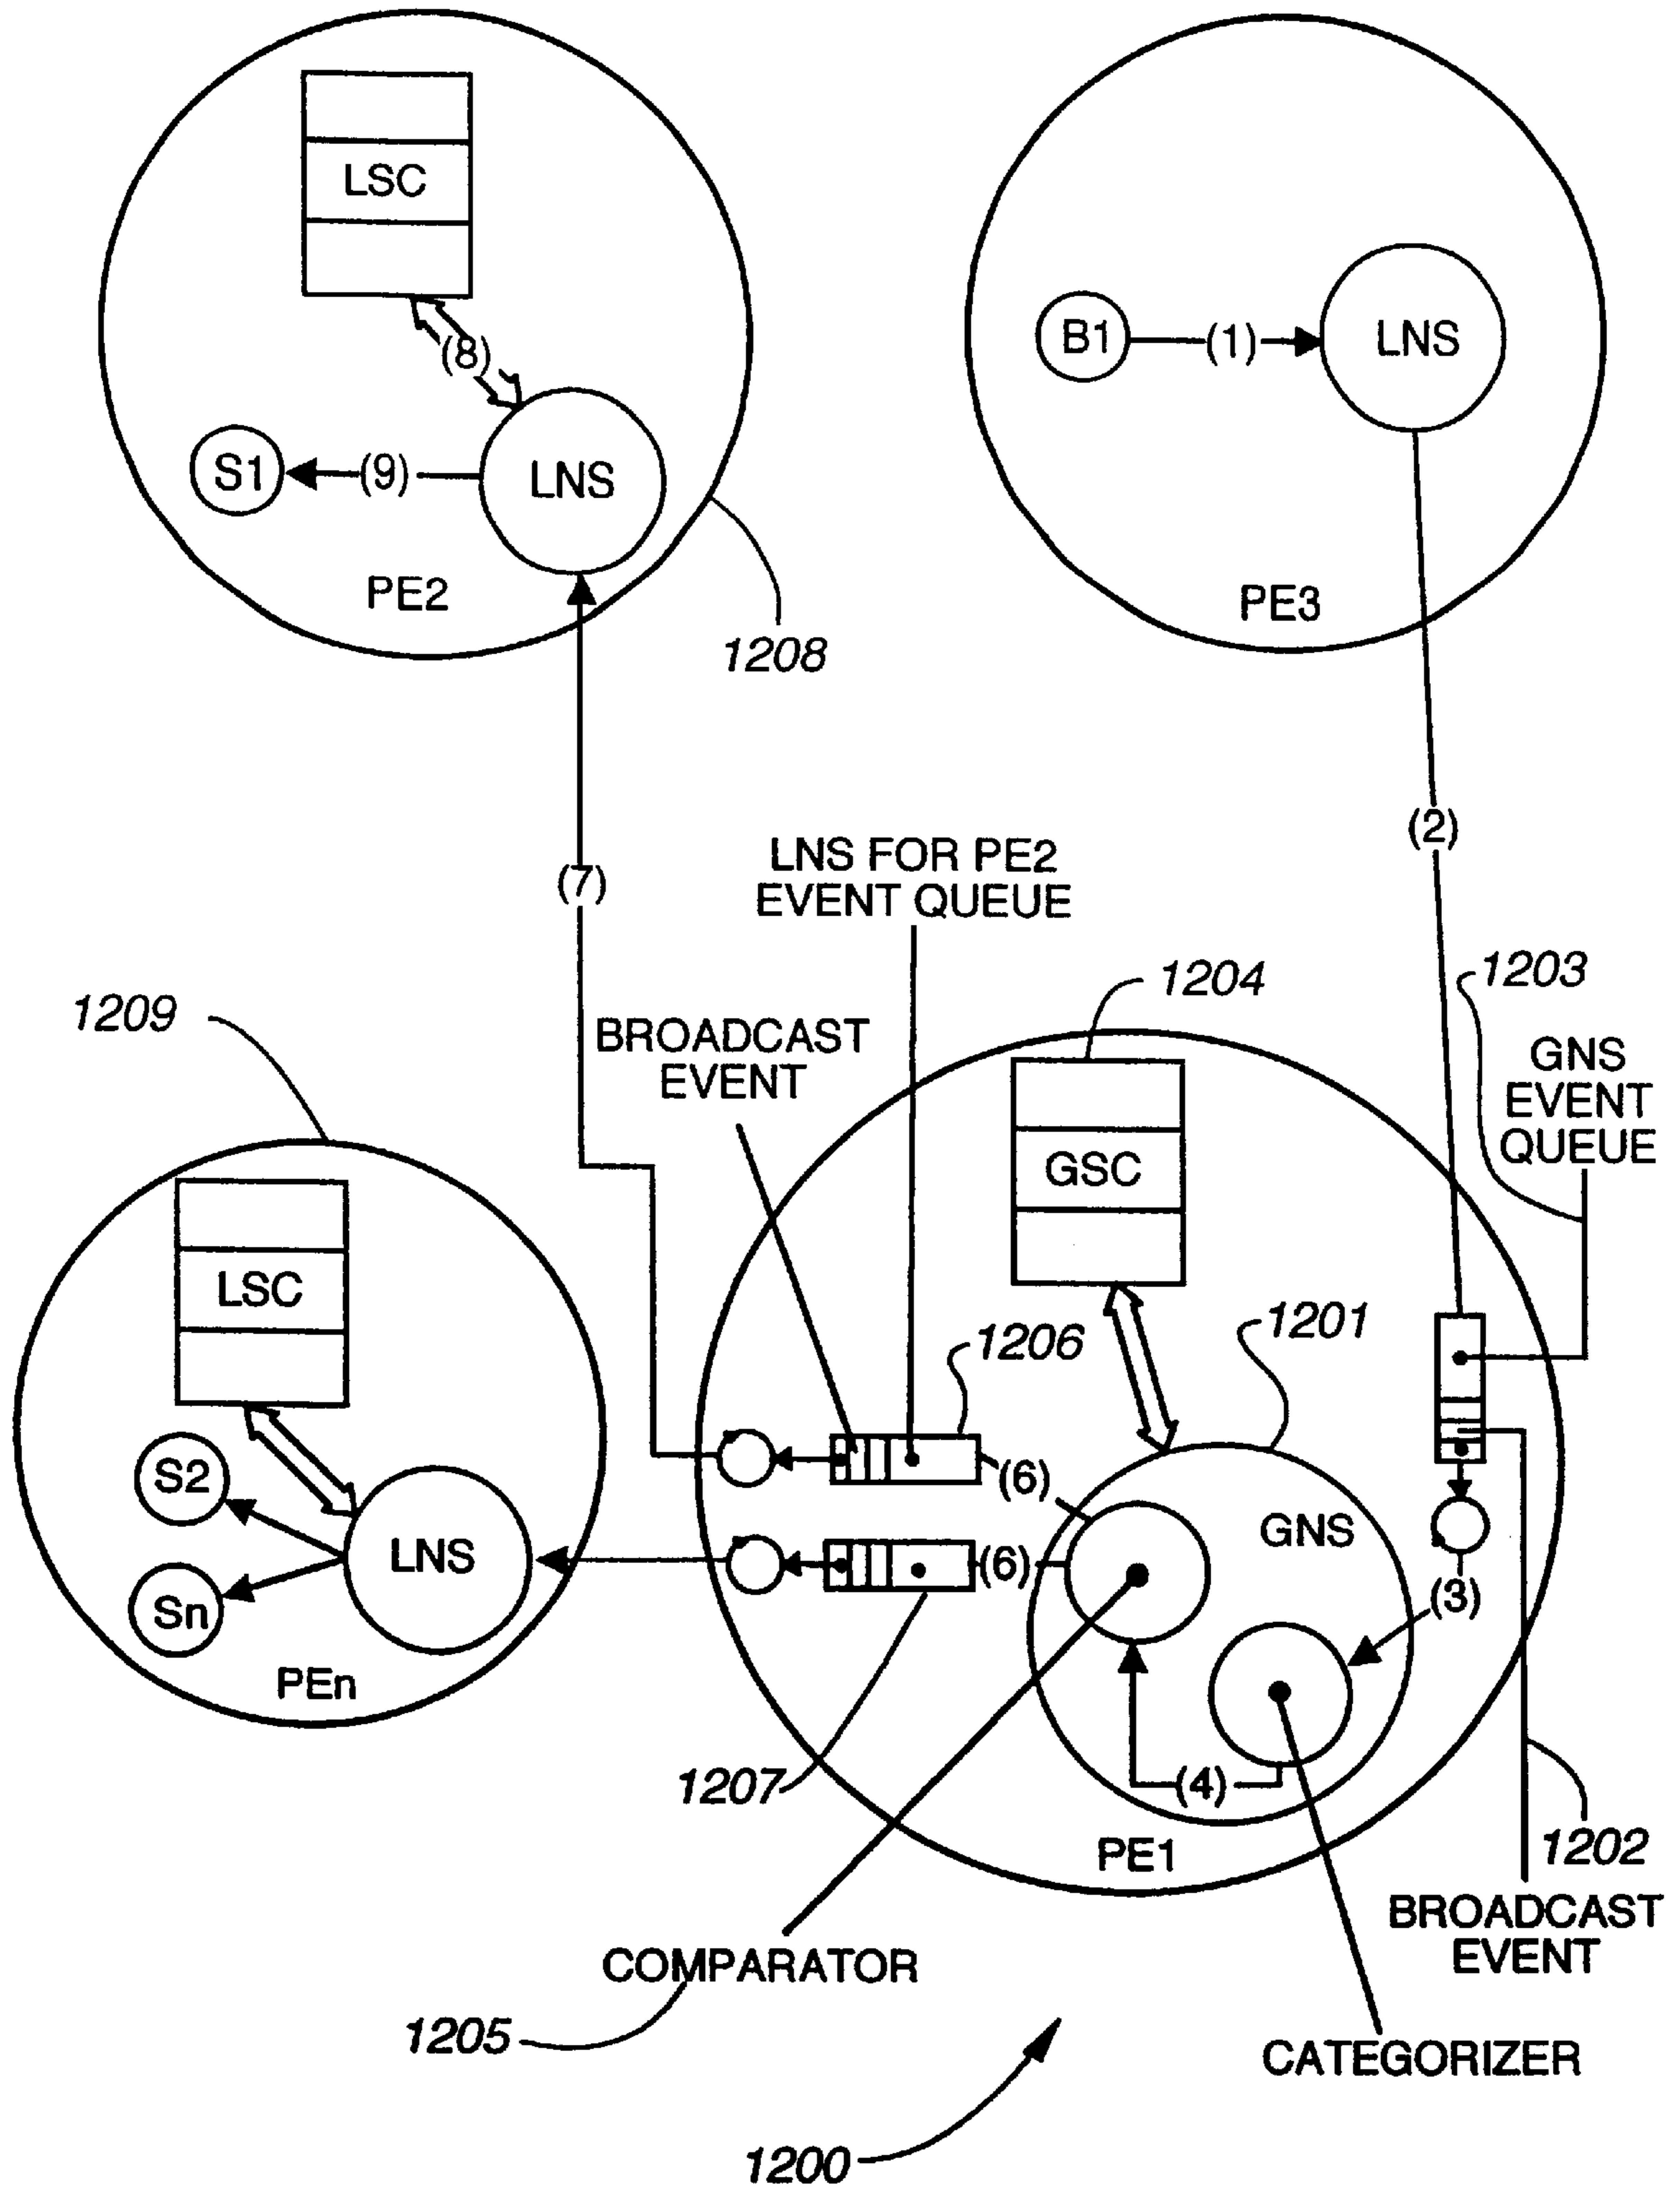 LSC
(8)
S1
(9)
LNS
PE2
1208
B1
(1)
LNS
PE3
(2)
(7)
LNS FOR PE2
EVENT QUEUE
1204
1203
1209
BROADCAST
EVENT
GNS
EVENT
QUEUE
GSC
LSC
1206
1201
S2
(6)
GNS
LNS
(6)
(3)
Sn
PEn
1207
(4)
PE1
1202
BROADCAST
EVENT
COMPARATOR
1205
CATEGORIZER
1200